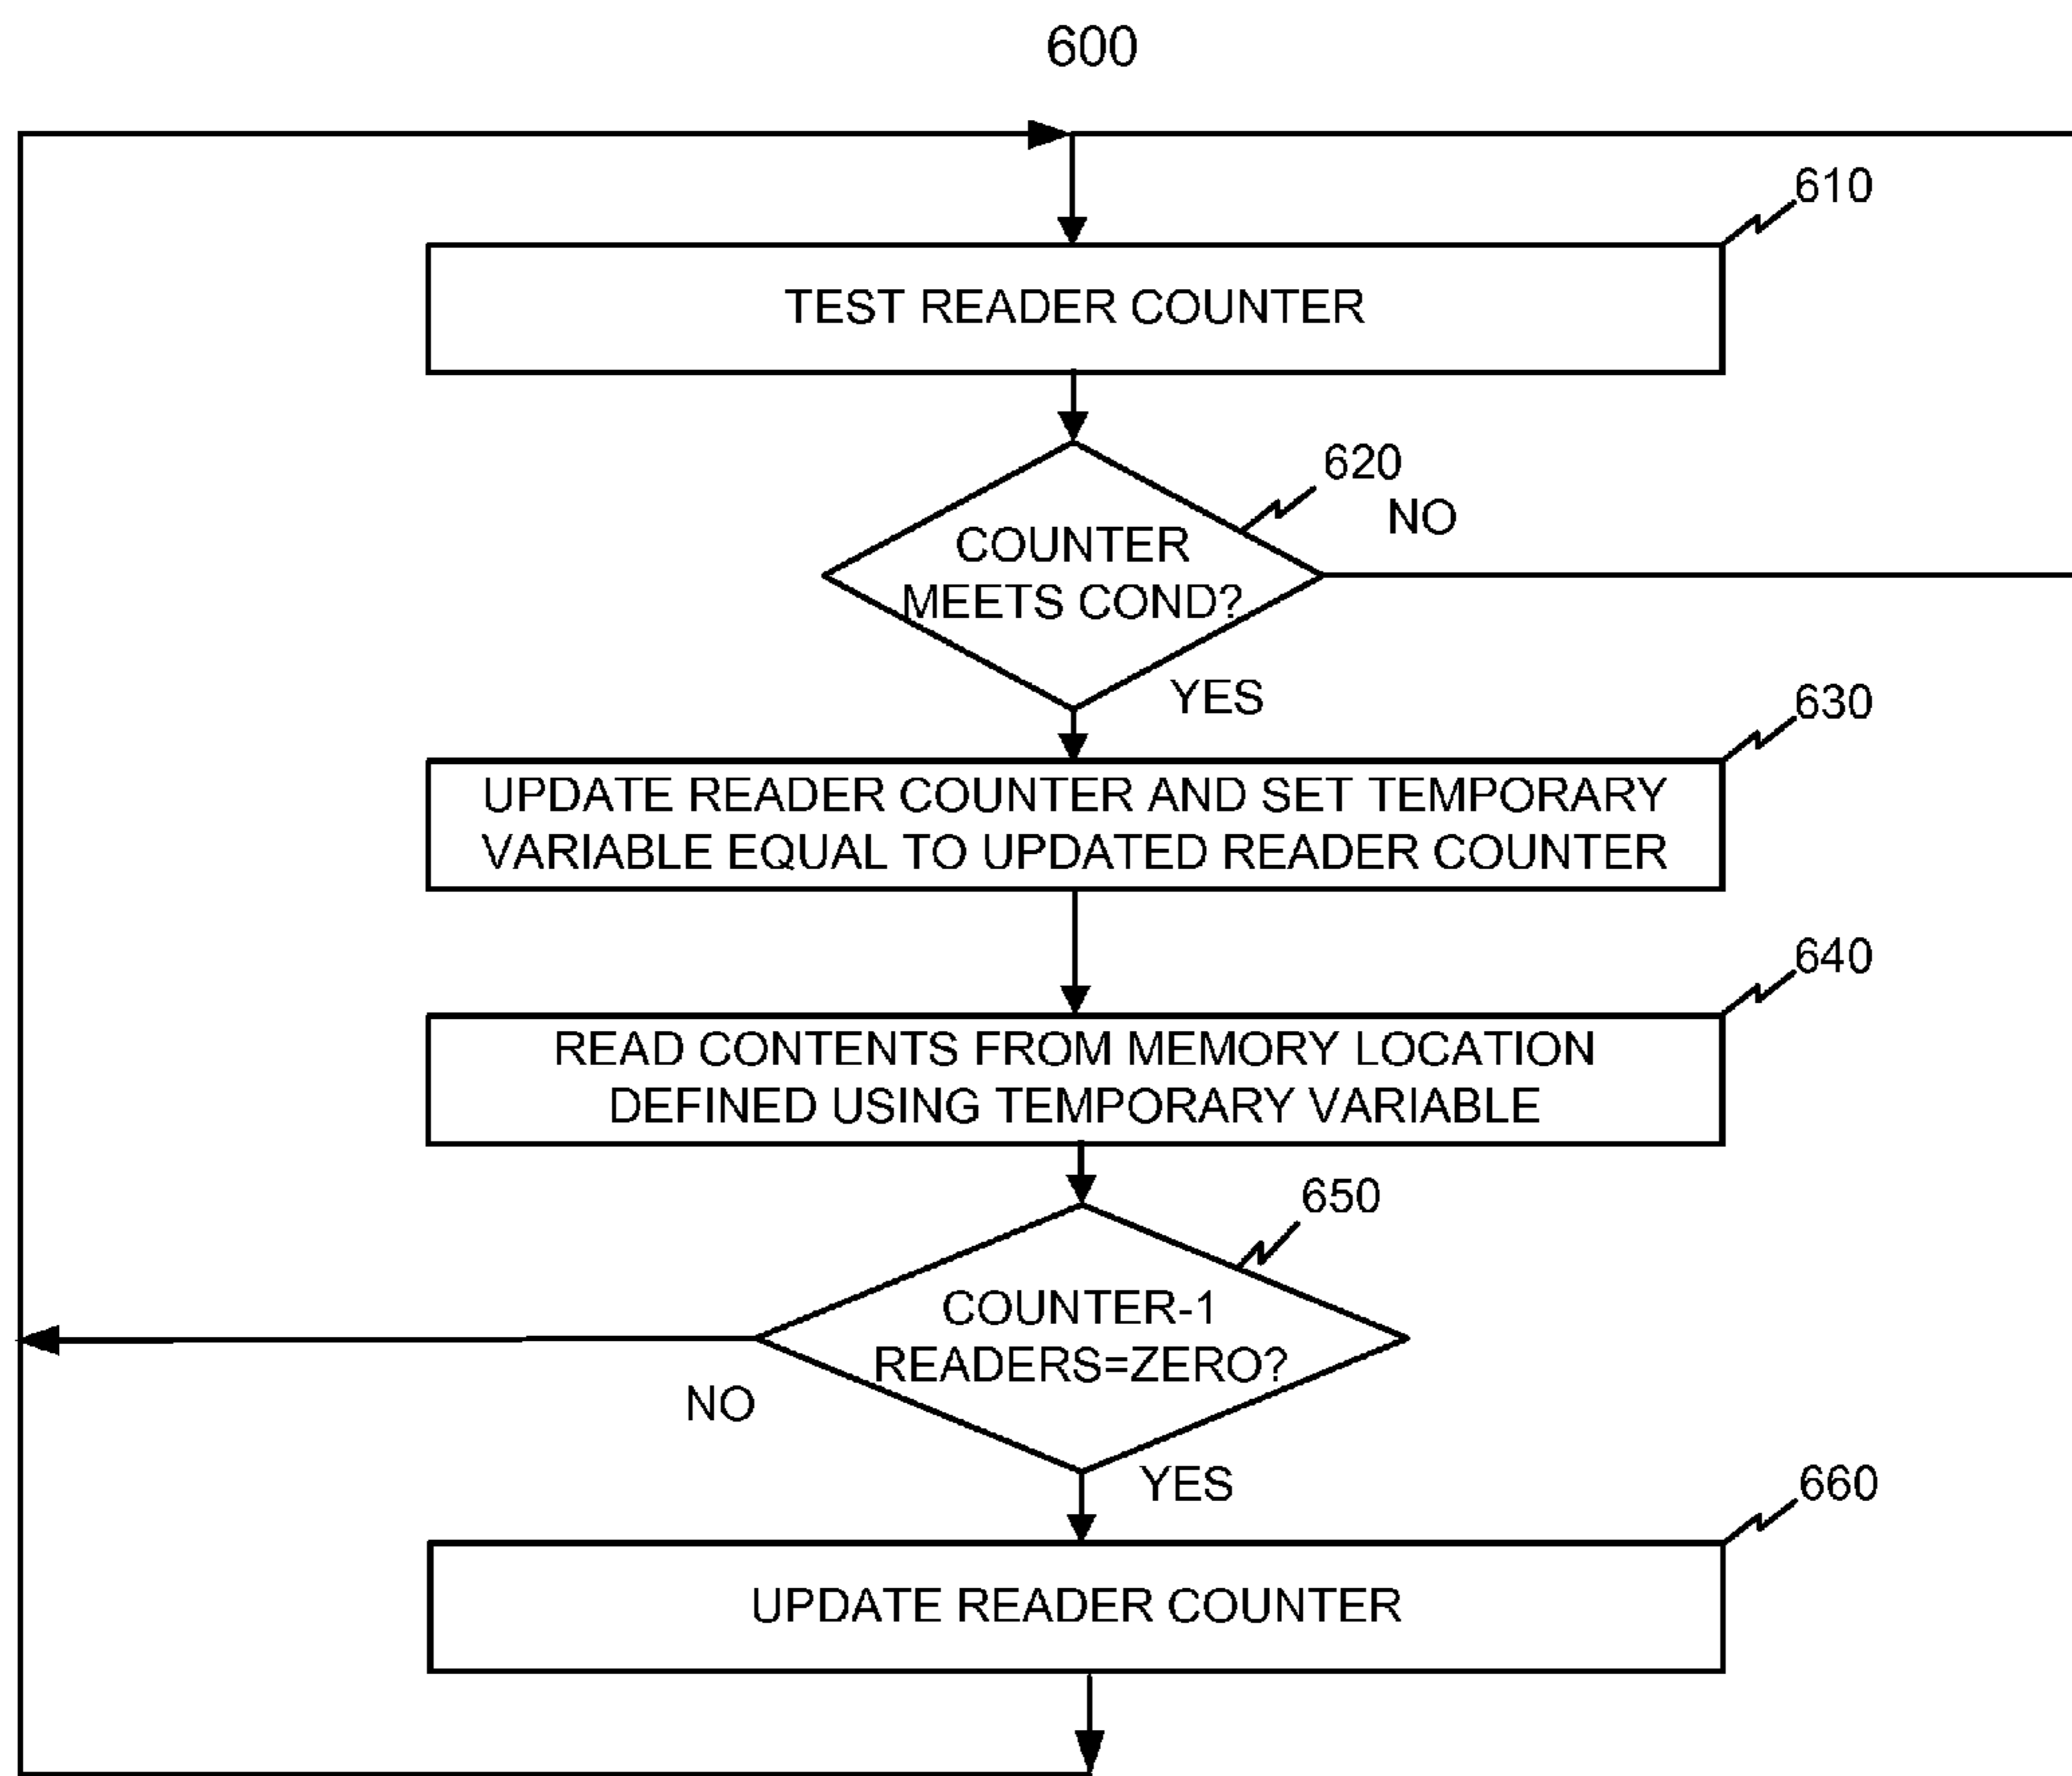 600
610
TEST READER COUNTER
620
NO
COUNTER
MEETS COND?
YES
630
UPDATE READER COUNTER AND SET TEMPORARY
VARIABLE EQUAL TO UPDATED READER COUNTER
640
READ CONTENTS FROM MEMORY LOCATION
DEFINED USING TEMPORARY VARIABLE
650
COUNTER-1
READERS=ZERO?
NO
YES
660
UPDATE READER COUNTER